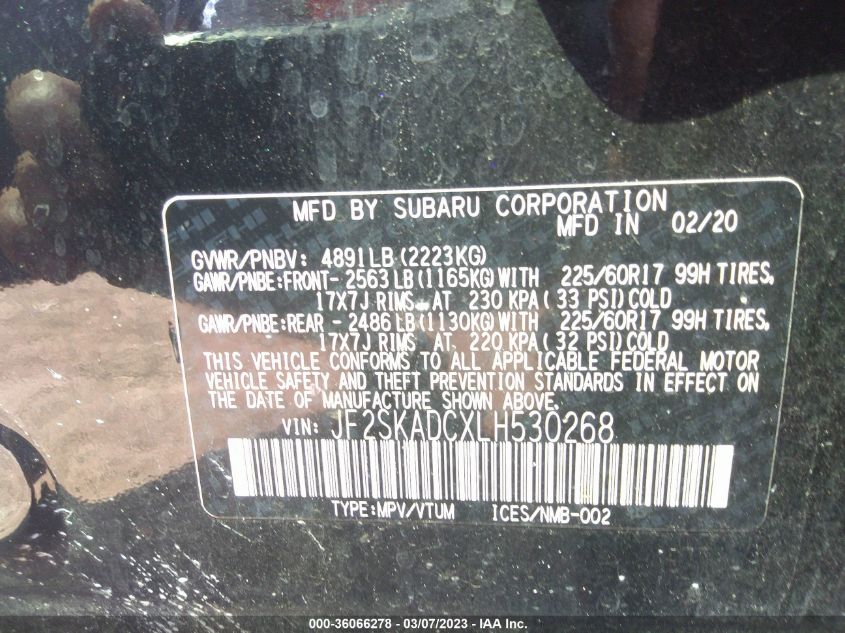 MFD BY SUBARU CORPORATION
MFD IN 02/20
GVWR/PNBV: 4891LB (2223KG)
GAWR/PNBE:FRONT- 2563LB (1165KG) WITH 225/60R17 99H TIRES,
17X7J RIMS AT 230 KPA ( 33 PSI) COLD
GAWR/PNBE:REAR - 2486LB (1130KG) WITH 225/60R17 99H TIRES,
17X7J RIMS AT 220 KPA ( 32 PSI) COLD
THIS VEHICLE CONFORMS TO ALL APPLICABLE FEDERAL MOTOR
VEHICLE SAFETY AND THEFT PREVENTION STANDARDS IN EFFECT ON
THE DATE OF MANUFACTURE SHOWN ABOVE.
VIN: JF2SKADCXLH530268
TYPE:MPV/VTUM ICES/NMB-002
000-36066278 - 03/07/2023 - IAA Inc.